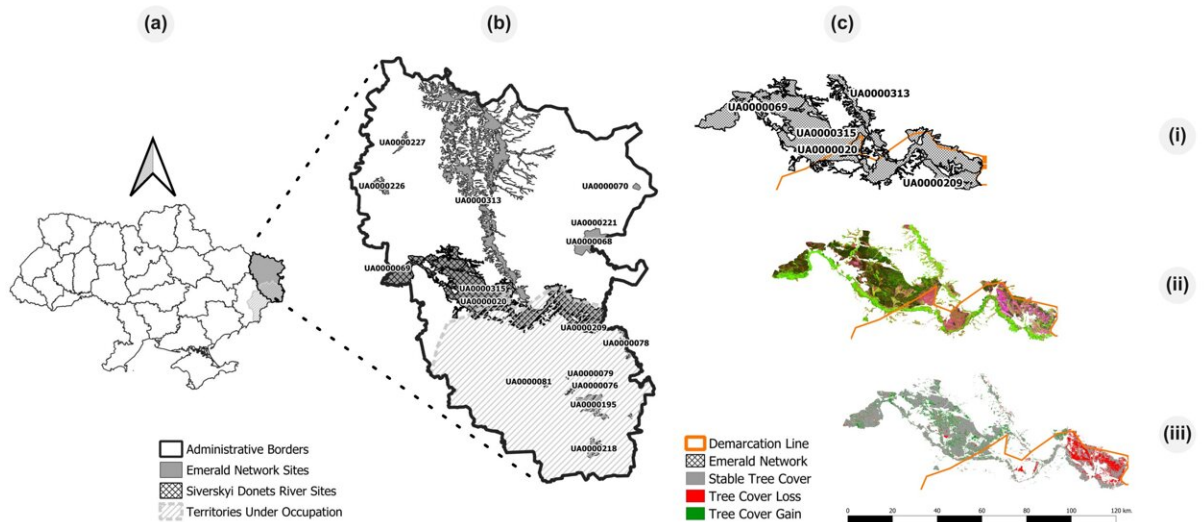 (a)
(b)
(c)
UA0000227
UA0000226
UA0000313
UA0000070
UA0000221
UA0000068
UA0000069
UA0000315
UA0000020
UA0000209
UA0000078
UA0000079
UA0000081
UA0000076
UA0000195
UA0000218
Administrative Borders
Emerald Network Sites
Siverskyi Donets River Sites
Territories Under Occupation
UA0000313
UA0000069
UA0000315
UA0000020
UA0000209
(i)
(ii)
(iii)
Demarcation Line
Emerald Network
Stable Tree Cover
Tree Cover Loss
Tree Cover Gain
0 20 40 60 80 100 120 km.